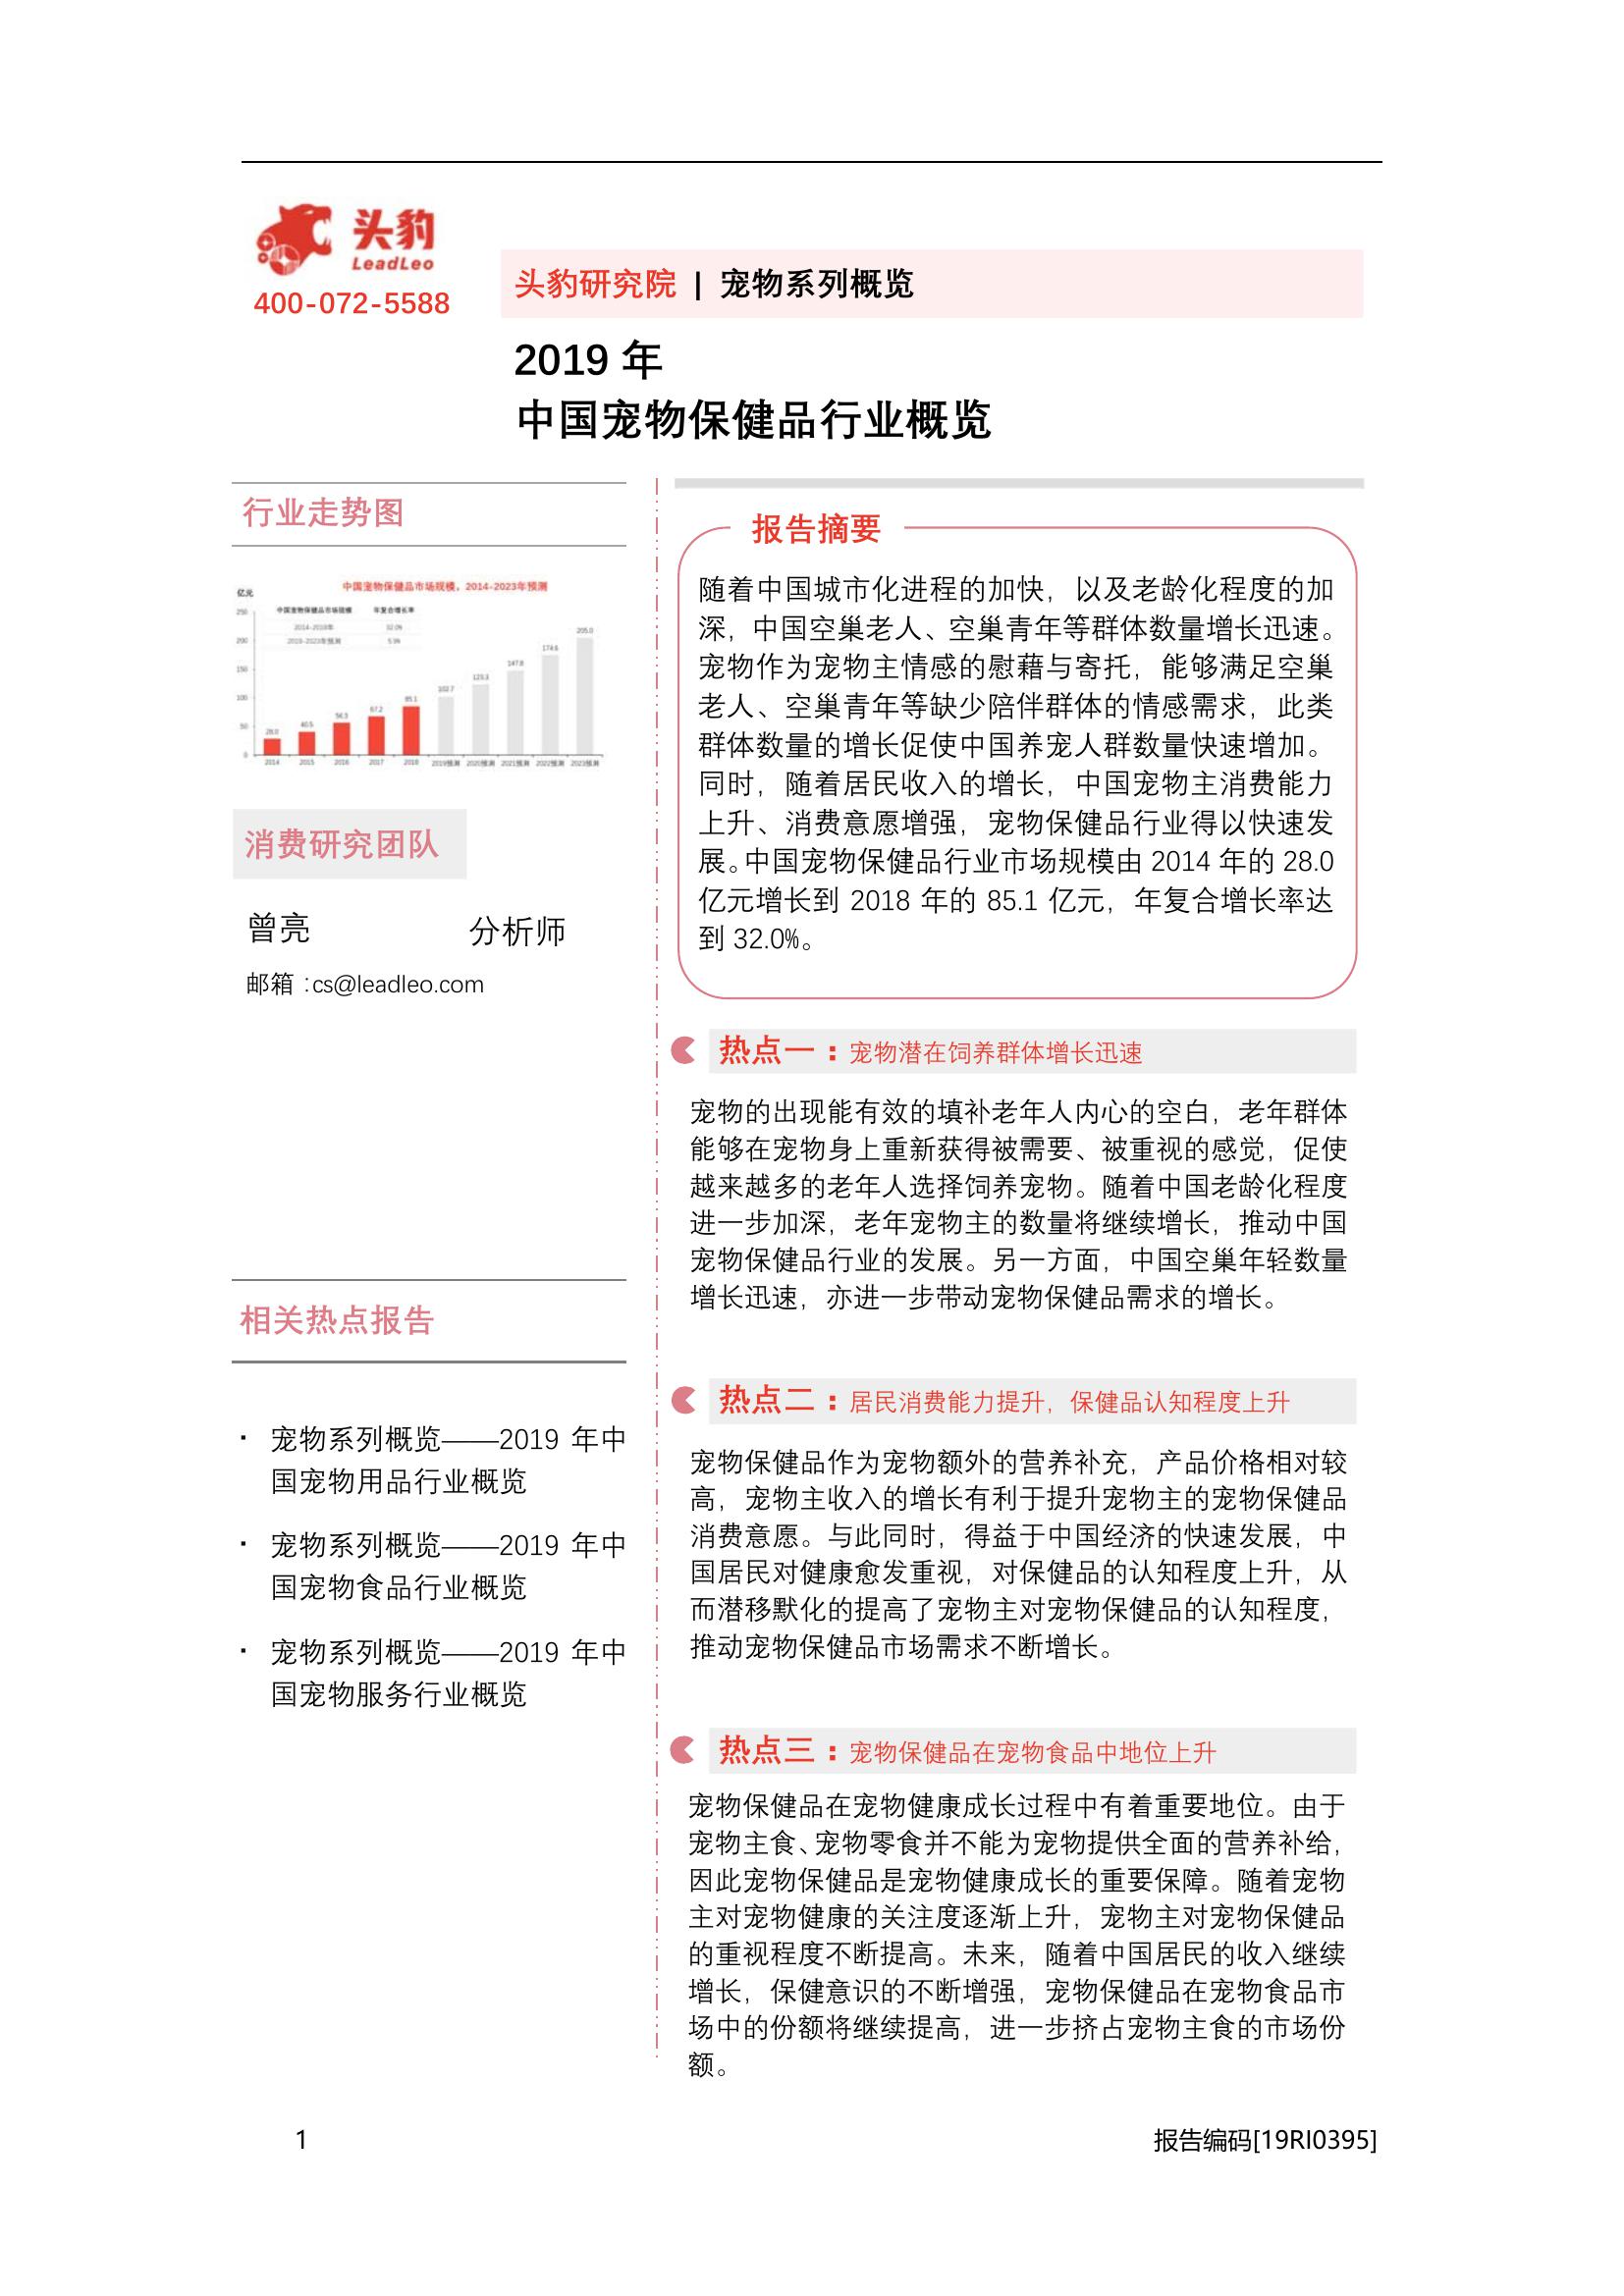 头豹
LeadLeo
400-072-5588
头豹研究院 | 宠物系列概览
2019 年
中国宠物保健品行业概览
行业走势图
中国宠物保健品市场规模，2014-2023年预测
亿元
中国宠物保健品市场规模 年复合增长率
2014-2018年 32.0%
2019-2023年预测
250
200
150
100
50
0
28.0
40.5
56.3
67.2
85.1
102.7
123.3
147.8
174.6
205.0
2014 2015 2016 2017 2018 2019预测 2020预测 2021预测 2022预测 2023预测
消费研究团队
曾亮 分析师
邮箱：cs@leadleo.com
相关热点报告
· 宠物系列概览——2019 年中
国宠物用品行业概览
· 宠物系列概览——2019 年中
国宠物食品行业概览
· 宠物系列概览——2019 年中
国宠物服务行业概览
报告摘要
随着中国城市化进程的加快，以及老龄化程度的加
深，中国空巢老人、空巢青年等群体数量增长迅速。
宠物作为宠物主情感的慰藉与寄托，能够满足空巢
老人、空巢青年等缺少陪伴群体的情感需求，此类
群体数量的增长促使中国养宠人群数量快速增加。
同时，随着居民收入的增长，中国宠物主消费能力
上升、消费意愿增强，宠物保健品行业得以快速发
展。中国宠物保健品行业市场规模由 2014 年的 28.0
亿元增长到 2018 年的 85.1 亿元，年复合增长率达
到 32.0%。
热点一：宠物潜在饲养群体增长迅速
宠物的出现能有效的填补老年人内心的空白，老年群体
能够在宠物身上重新获得被需要、被重视的感觉，促使
越来越多的老年人选择饲养宠物。随着中国老龄化程度
进一步加深，老年宠物主的数量将继续增长，推动中国
宠物保健品行业的发展。另一方面，中国空巢年轻数量
增长迅速，亦进一步带动宠物保健品需求的增长。
热点二：居民消费能力提升，保健品认知程度上升
宠物保健品作为宠物额外的营养补充，产品价格相对较
高，宠物主收入的增长有利于提升宠物主的宠物保健品
消费意愿。与此同时，得益于中国经济的快速发展，中
国居民对健康愈发重视，对保健品的认知程度上升，从
而潜移默化的提高了宠物主对宠物保健品的认知程度，
推动宠物保健品市场需求不断增长。
热点三：宠物保健品在宠物食品中地位上升
宠物保健品在宠物健康成长过程中有着重要地位。由于
宠物主食、宠物零食并不能为宠物提供全面的营养补给，
因此宠物保健品是宠物健康成长的重要保障。随着宠物
主对宠物健康的关注度逐渐上升，宠物主对宠物保健品
的重视程度不断提高。未来，随着中国居民的收入继续
增长，保健意识的不断增强，宠物保健品在宠物食品市
场中的份额将继续提高，进一步挤占宠物主食的市场份
额。
1
报告编码[19RI0395]